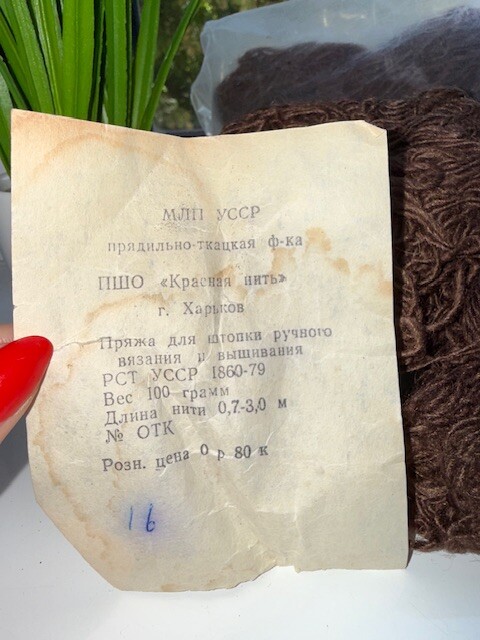 МЛП УССР
прядильно-ткацкая ф-ка
ПШО «Красная нить»
г. Харьков
Пряжа для штопки ручного
вязания и вышивания
РСТ УССР 1860-79
Вес 100 грамм
Длина нити 0,7-3,0 м
№ ОТК
Розн. цена 0 р 80 к
16